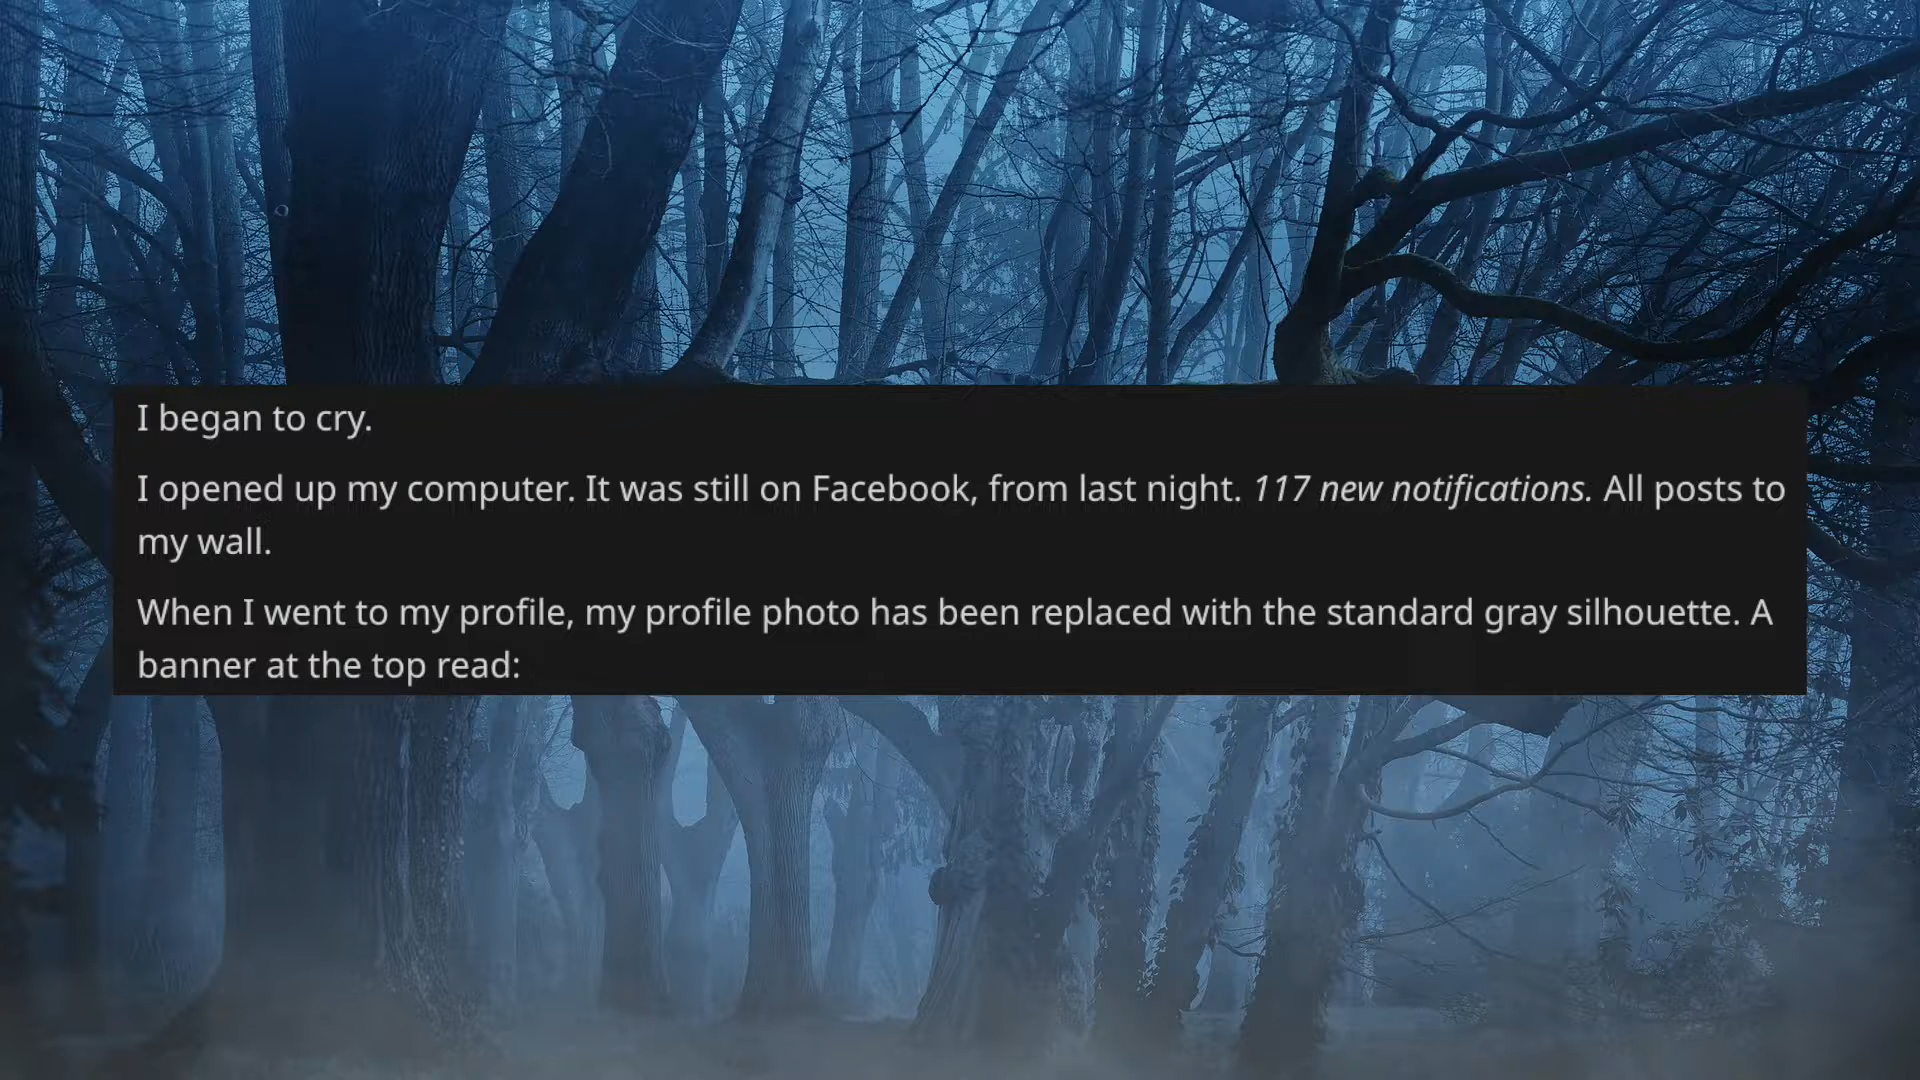 I began to cry.
I opened up my computer. It was still on Facebook, from last night. 117 new notifications. All posts to
my wall.
When I went to my profile, my profile photo has been replaced with the standard gray silhouette. A
banner at the top read: